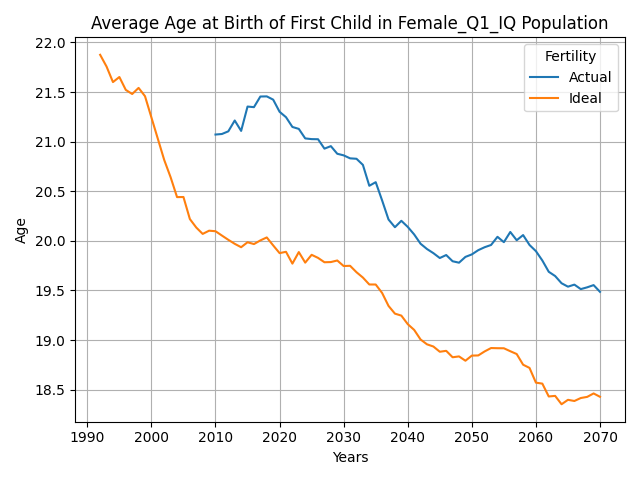 Average Age at Birth of First Child in Female_Q1_IQ Population
Fertility
Actual
Ideal
22.0
21.5
21.0
20.5
20.0
19.5
19.0
18.5
Age
1990
2000
2010
2020
2030
2040
2050
2060
2070
Years